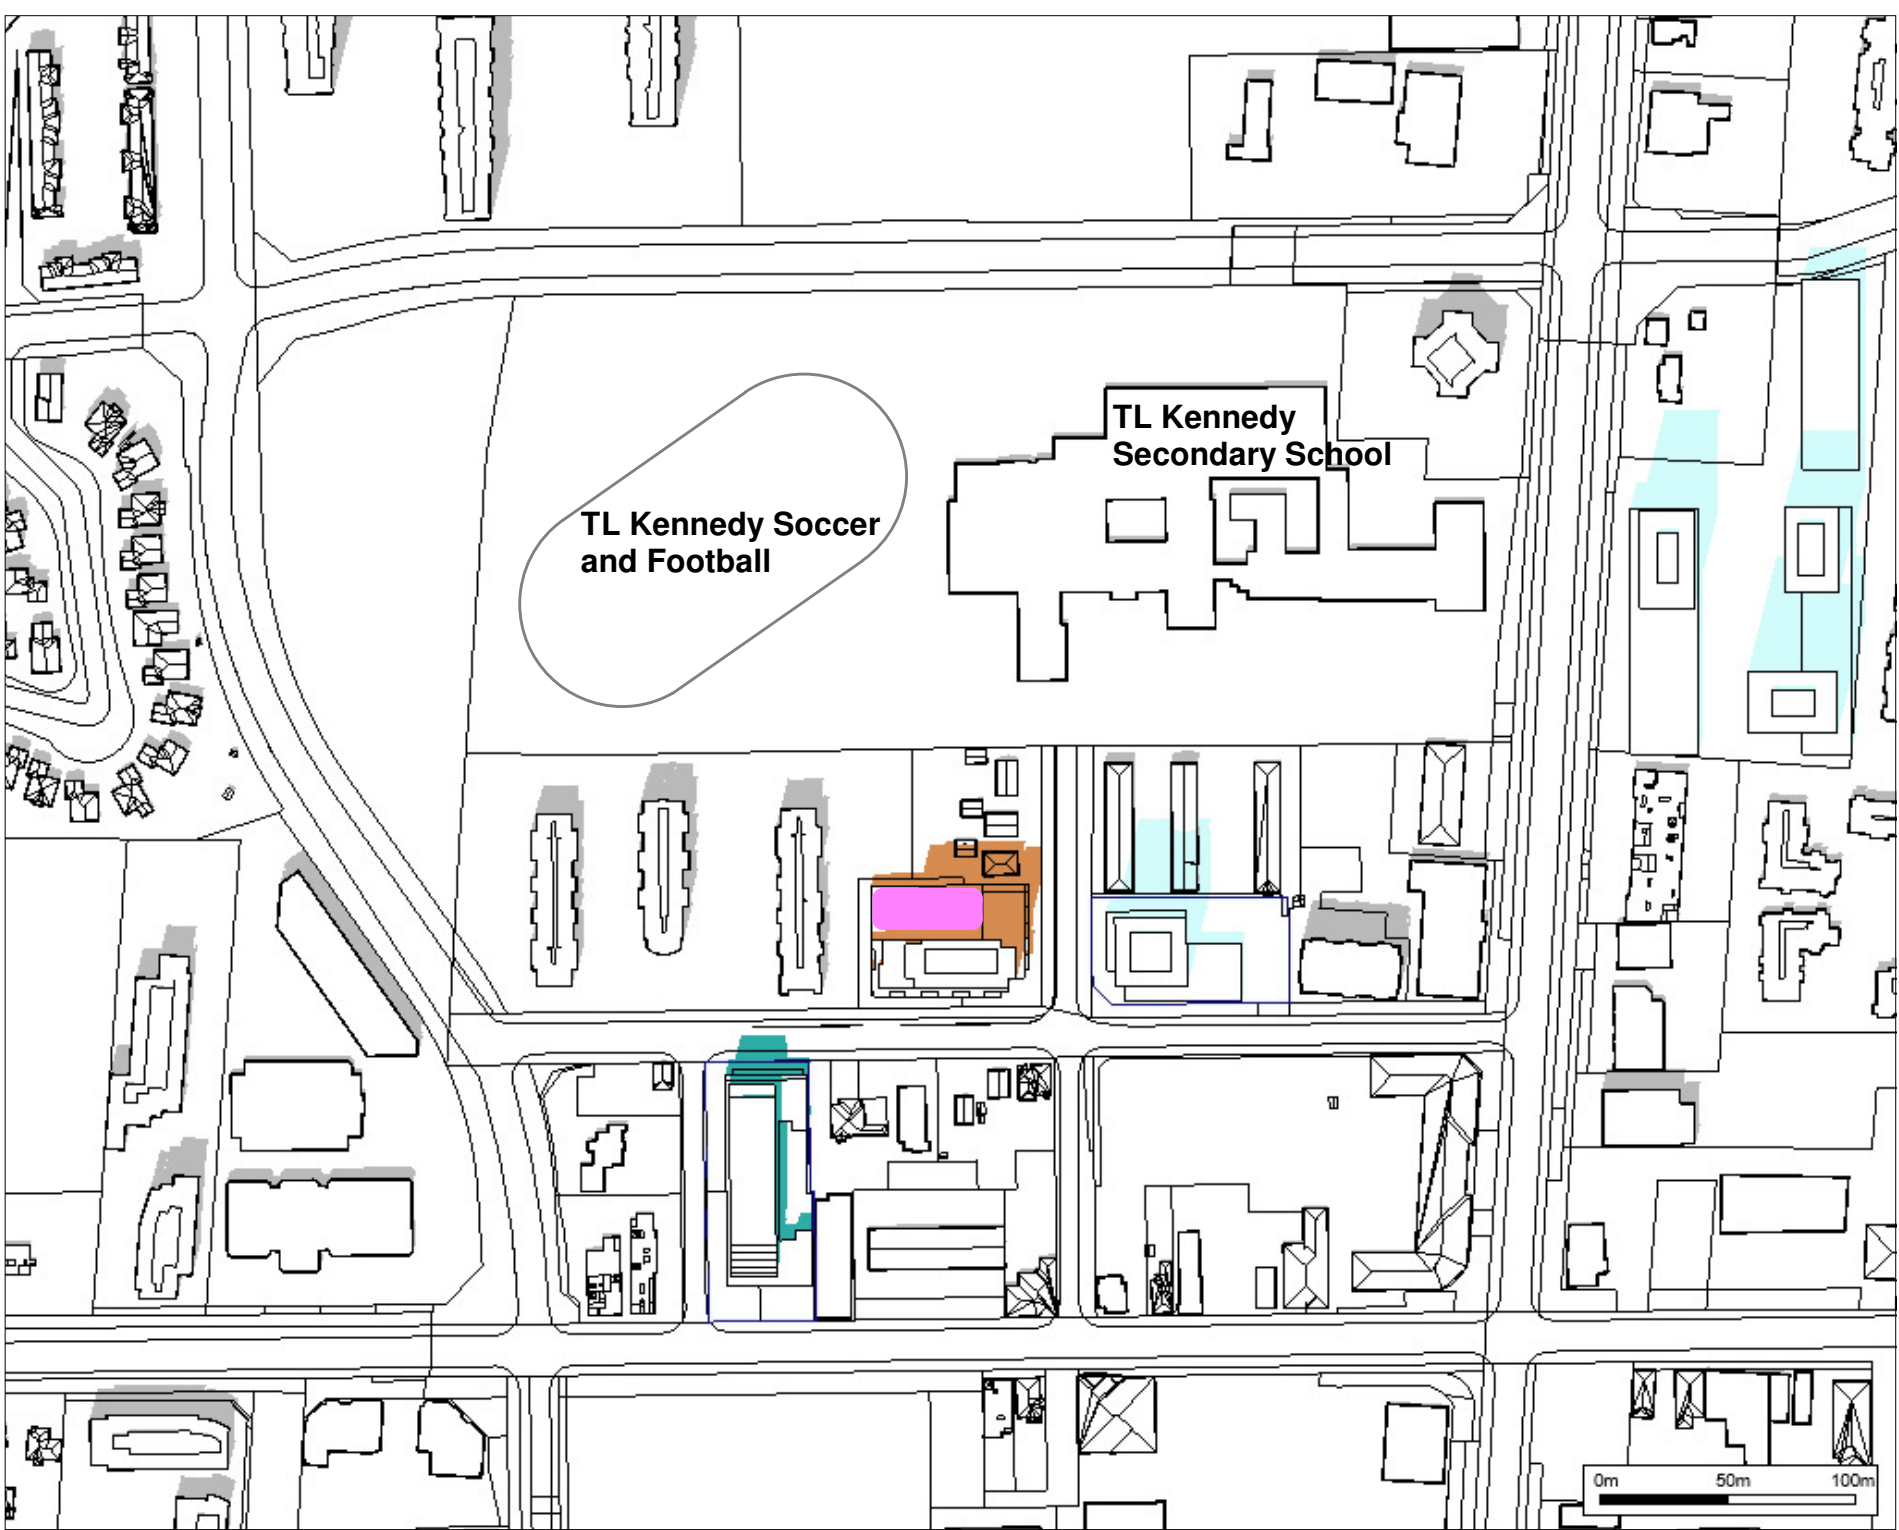 TL Kennedy
Secondary School
TL Kennedy Soccer
and Football
0m 50m 100m